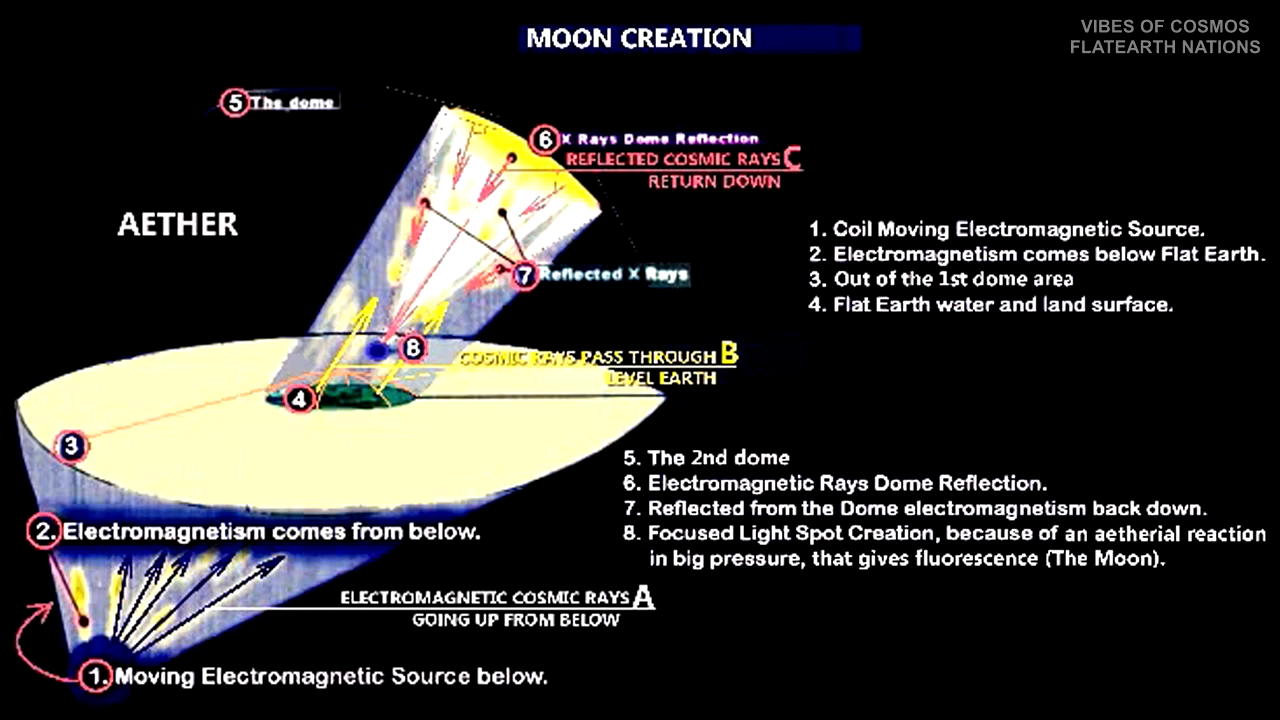 MOON CREATION
VIBES OF COSMOS
FLATEARTH NATIONS
5 The dome
6 X Rays Dome Reflection
REFLECTED COSMIC RAYS C
RETURN DOWN
AETHER
7 Reflected X Rays
1. Coil Moving Electromagnetic Source.
2. Electromagnetism comes below Flat Earth.
3. Out of the 1st dome area
4. Flat Earth water and land surface.
8
COSMIC RAYS PASS THROUGH B
LEVEL EARTH
4
3
5. The 2nd dome
6. Electromagnetic Rays Dome Reflection.
7. Reflected from the Dome electromagnetism back down.
8. Focused Light Spot Creation, because of an aetherial reaction
in big pressure, that gives fluorescence (The Moon).
2. Electromagnetism comes from below.
ELECTROMAGNETIC COSMIC RAYS A
GOING UP FROM BELOW
1. Moving Electromagnetic Source below.